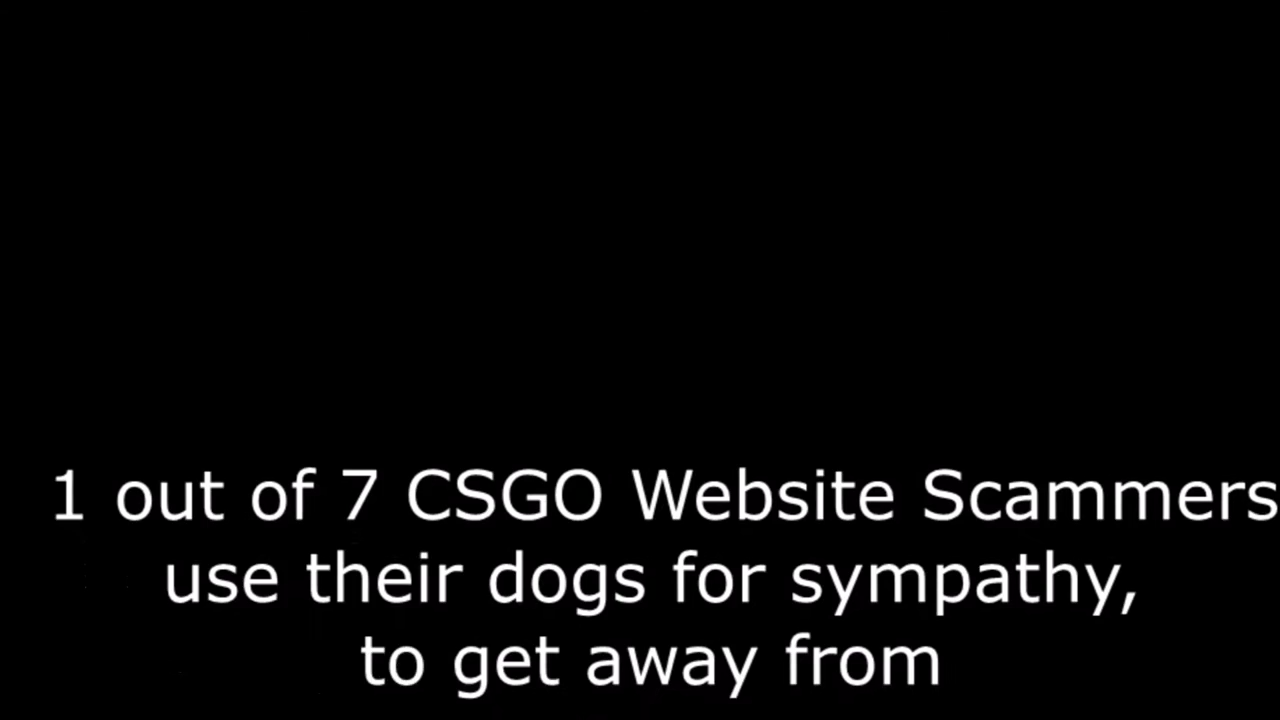 1 out of 7 CSGO Website Scammers
use their dogs for sympathy,
to get away from